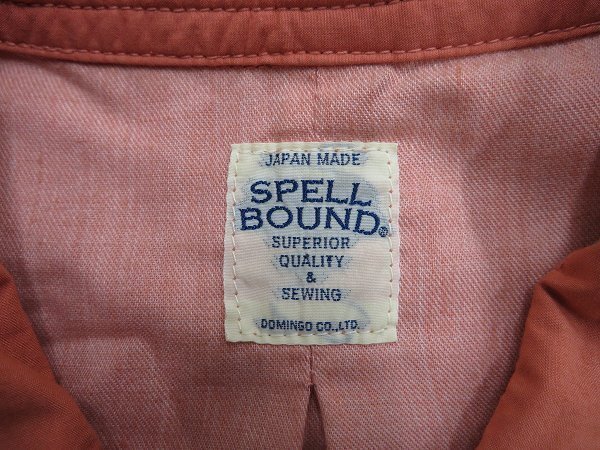 JAPAN MADE
SPELL
BOUND®
SUPERIOR
QUALITY
&
SEWING
DOMINGO CO.,LTD.